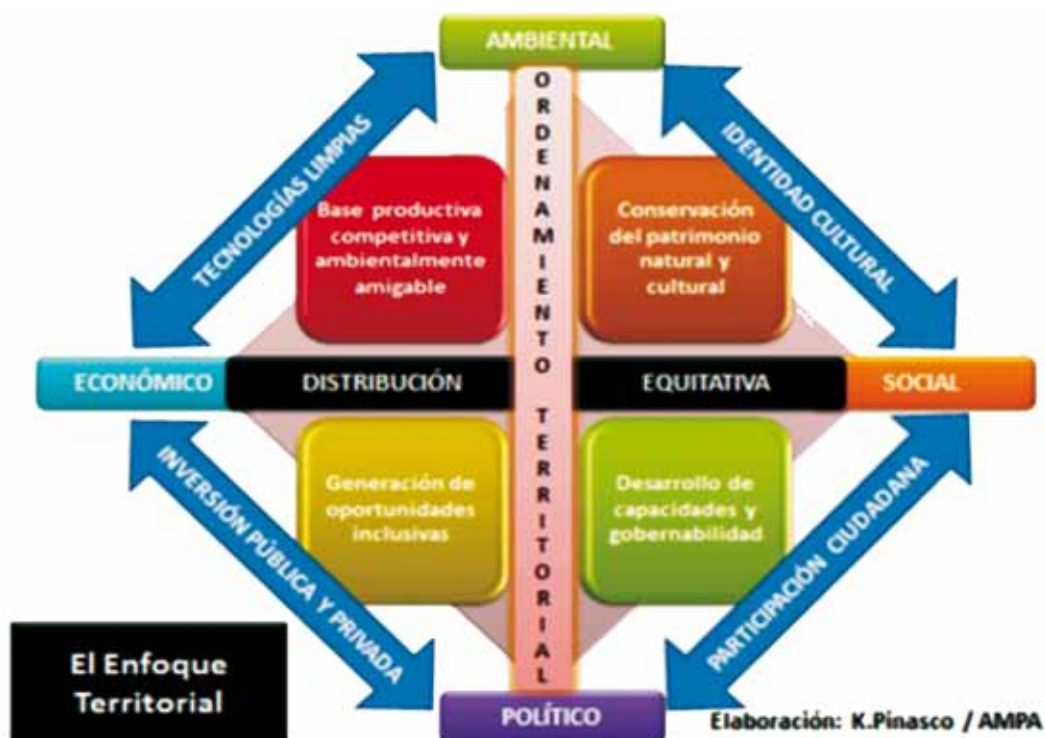 AMBIENTAL
TECNOLOGÍAS LIMPIAS
IDENTIDAD CULTURAL
ORDENAMIENTO TERRITORIAL
Base productiva
competitiva y
ambientalmente
amigable
Conservación
del patrimonio
natural y
cultural
ECONÓMICO
DISTRIBUCIÓN
EQUITATIVA
SOCIAL
Generación de
oportunidades
inclusivas
Desarrollo de
capacidades y
gobernabilidad
INVERSIÓN PÚBLICA Y PRIVADA
PARTICIPACIÓN CIUDADANA
El Enfoque
Territorial
POLÍTICO
Elaboración: K.Pinasco / AMPA